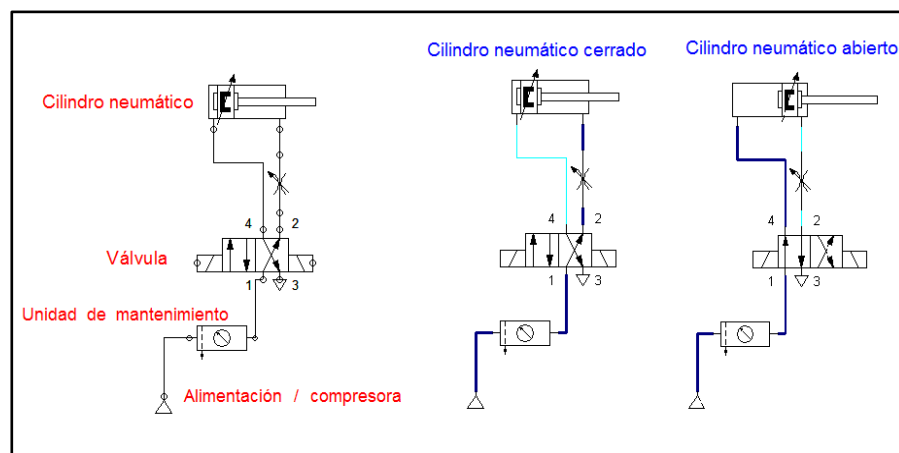 Cilindro neumático cerrado
Cilindro neumático abierto
Cilindro neumático
4 2
Válvula
1 3
Unidad de mantenimiento
Alimentación / compresora
4 2
1 3
4 2
1 3